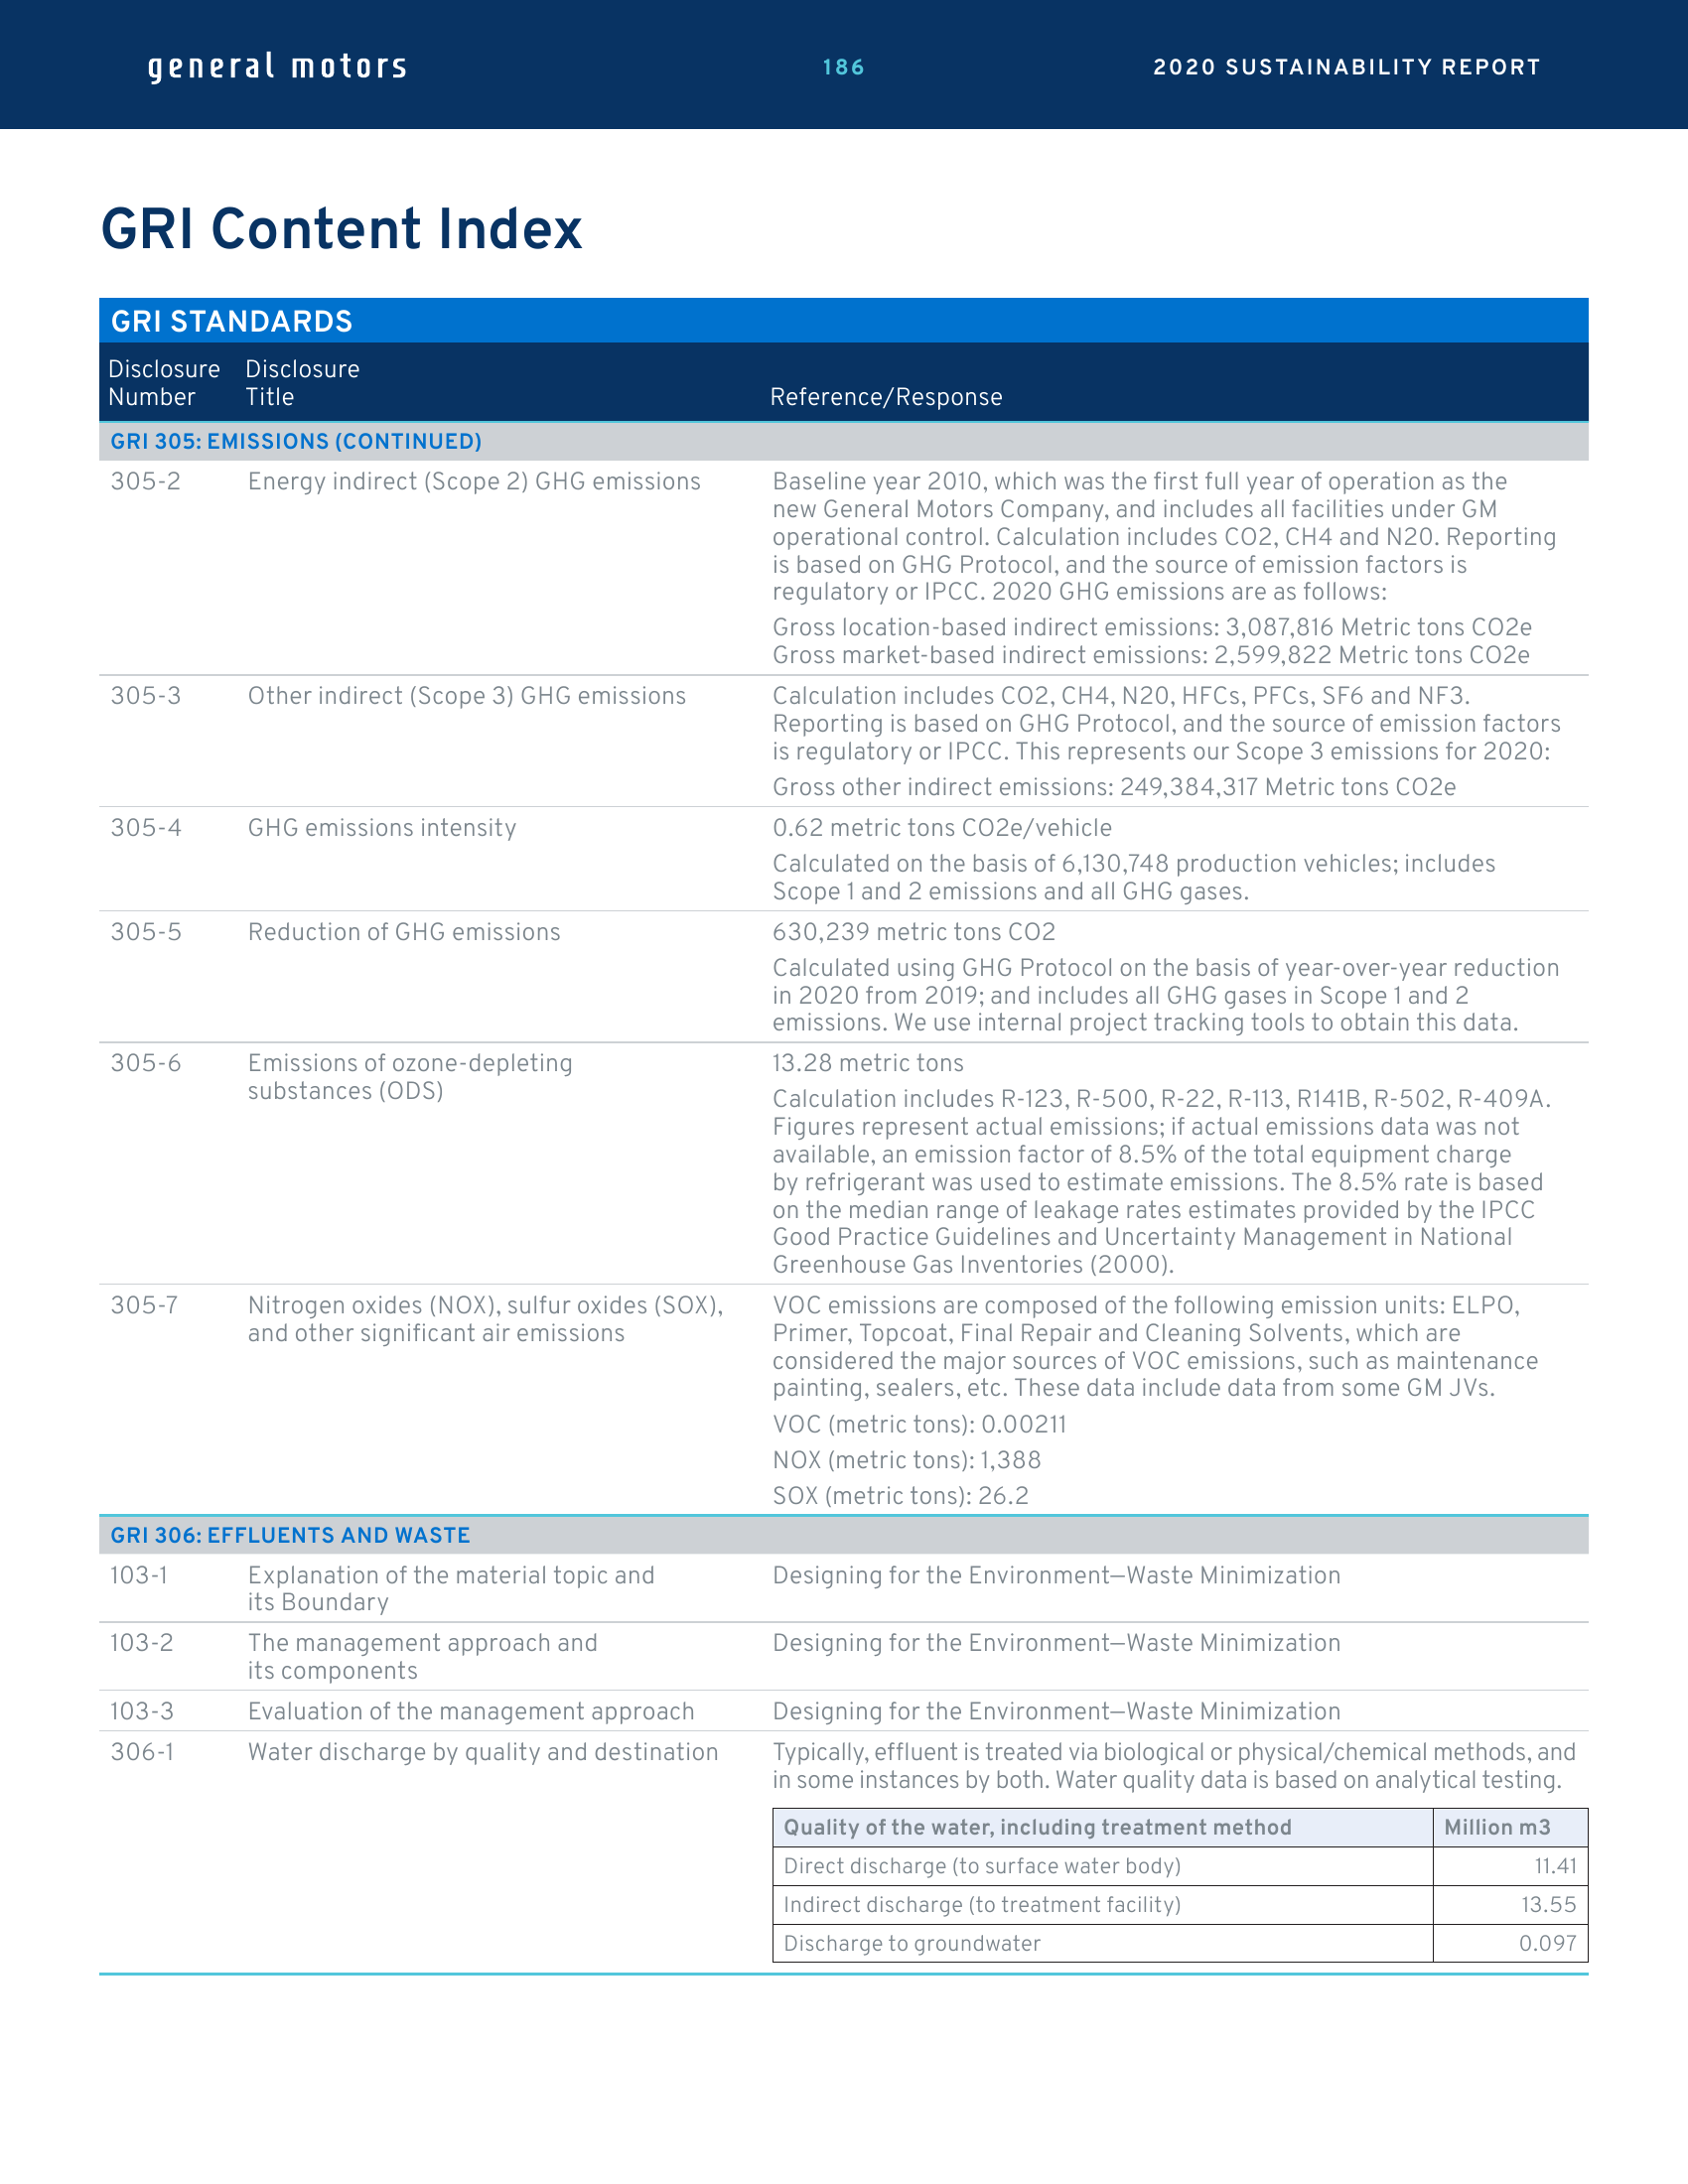 general motors
186
2020 SUSTAINABILITY REPORT
GRI Content Index
GRI STANDARDS
Disclosure Number
Disclosure Title
Reference/Response
GRI 305: EMISSIONS (CONTINUED)
305-2
Energy indirect (Scope 2) GHG emissions
Baseline year 2010, which was the first full year of operation as the
new General Motors Company, and includes all facilities under GM
operational control. Calculation includes CO2, CH4 and N20. Reporting
is based on GHG Protocol, and the source of emission factors is
regulatory or IPCC. 2020 GHG emissions are as follows:
Gross location-based indirect emissions: 3,087,816 Metric tons CO2e
Gross market-based indirect emissions: 2,599,822 Metric tons CO2e
305-3
Other indirect (Scope 3) GHG emissions
Calculation includes CO2, CH4, N20, HFCs, PFCs, SF6 and NF3.
Reporting is based on GHG Protocol, and the source of emission factors
is regulatory or IPCC. This represents our Scope 3 emissions for 2020:
Gross other indirect emissions: 249,384,317 Metric tons CO2e
305-4
GHG emissions intensity
0.62 metric tons CO2e/vehicle
Calculated on the basis of 6,130,748 production vehicles; includes
Scope 1 and 2 emissions and all GHG gases.
305-5
Reduction of GHG emissions
630,239 metric tons CO2
Calculated using GHG Protocol on the basis of year-over-year reduction
in 2020 from 2019; and includes all GHG gases in Scope 1 and 2
emissions. We use internal project tracking tools to obtain this data.
305-6
Emissions of ozone-depleting
substances (ODS)
13.28 metric tons
Calculation includes R-123, R-500, R-22, R-113, R141B, R-502, R-409A.
Figures represent actual emissions; if actual emissions data was not
available, an emission factor of 8.5% of the total equipment charge
by refrigerant was used to estimate emissions. The 8.5% rate is based
on the median range of leakage rates estimates provided by the IPCC
Good Practice Guidelines and Uncertainty Management in National
Greenhouse Gas Inventories (2000).
305-7
Nitrogen oxides (NOX), sulfur oxides (SOX),
and other significant air emissions
VOC emissions are composed of the following emission units: ELPO,
Primer, Topcoat, Final Repair and Cleaning Solvents, which are
considered the major sources of VOC emissions, such as maintenance
painting, sealers, etc. These data include data from some GM JVs.
VOC (metric tons): 0.00211
NOX (metric tons): 1,388
SOX (metric tons): 26.2
GRI 306: EFFLUENTS AND WASTE
103-1
Explanation of the material topic and
its Boundary
Designing for the Environment—Waste Minimization
103-2
The management approach and
its components
Designing for the Environment—Waste Minimization
103-3
Evaluation of the management approach
Designing for the Environment—Waste Minimization
306-1
Water discharge by quality and destination
Typically, effluent is treated via biological or physical/chemical methods, and
in some instances by both. Water quality data is based on analytical testing.
Quality of the water, including treatment method
Million m3
Direct discharge (to surface water body)
11.41
Indirect discharge (to treatment facility)
13.55
Discharge to groundwater
0.097